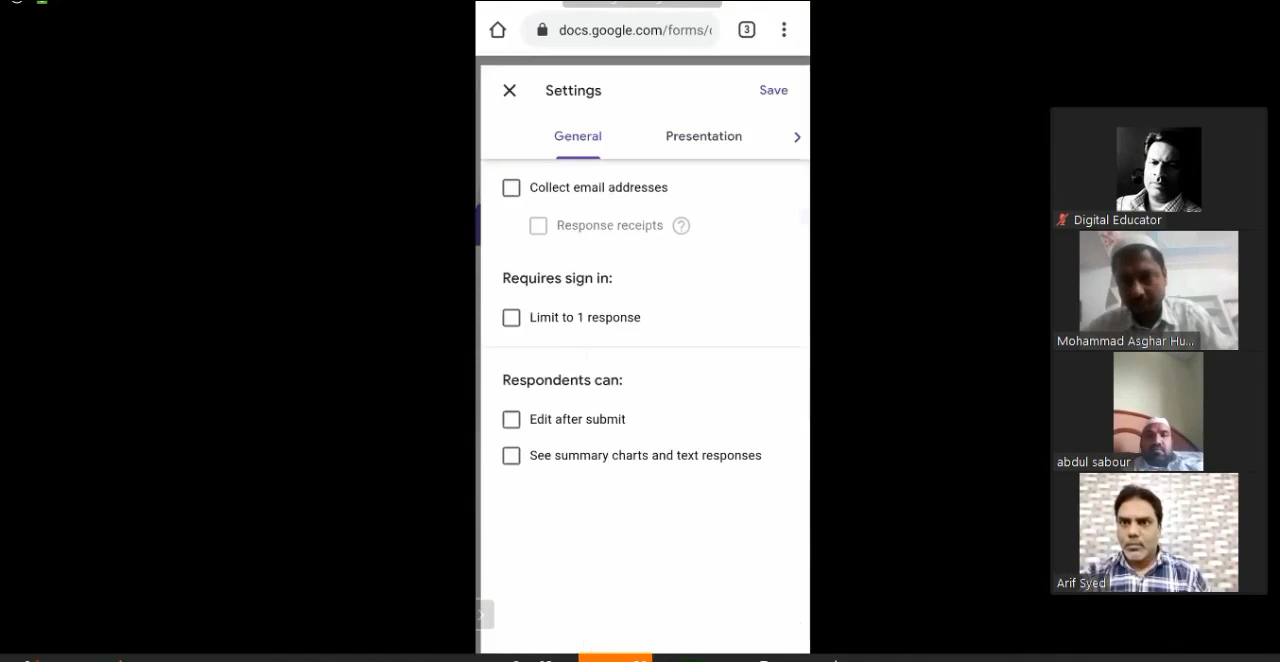 docs.google.com/forms/
3
Settings
Save
General
Presentation
Collect email addresses
Response receipts
Requires sign in:
Limit to 1 response
Respondents can:
Edit after submit
See summary charts and text responses
Digital Educator
Mohammad Asghar Hu...
abdul sabour
Arif Syed